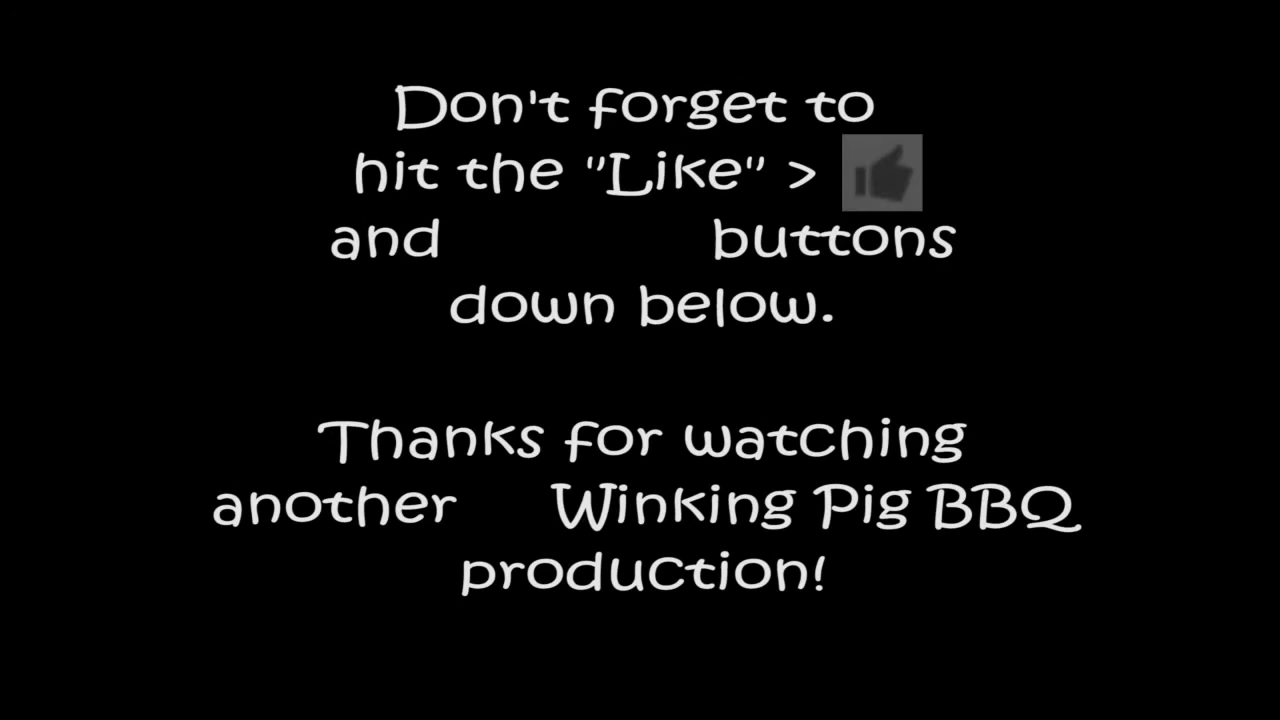 Don't forget to
hit the "Like" >
and buttons
down below.
Thanks for watching
another Winking Pig BBQ
production!